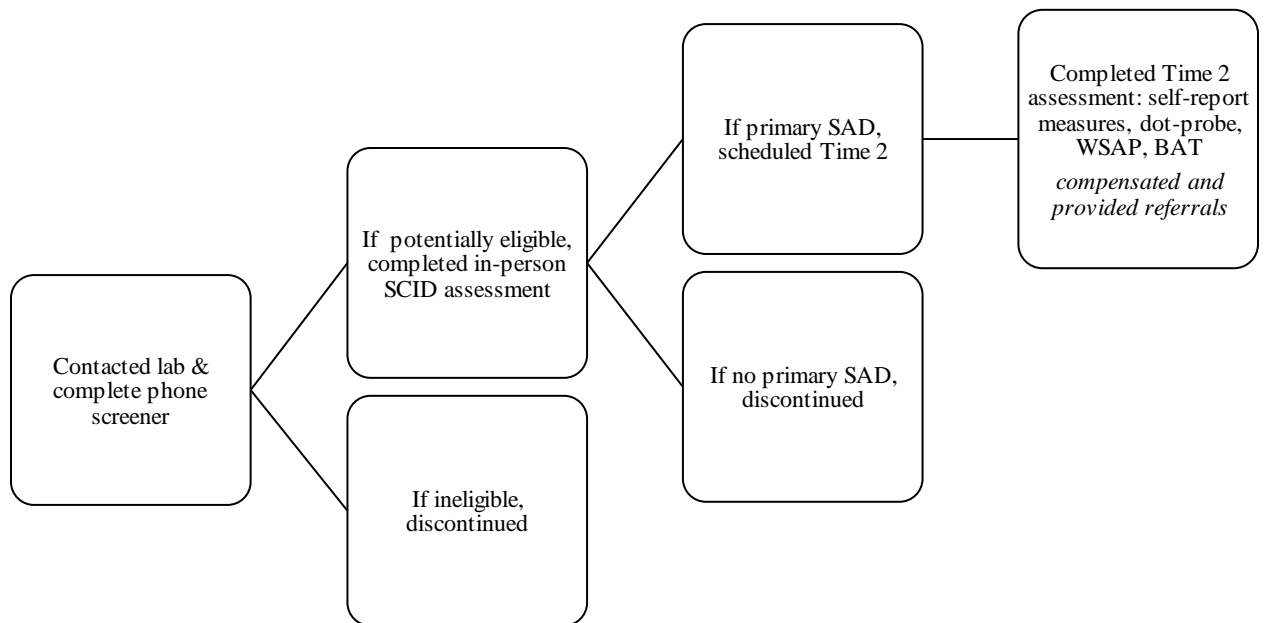 Contacted lab &
complete phone
screener
If potentially eligible,
completed in-person
SCID assessment
If ineligible,
discontinued
If primary SAD,
scheduled Time 2
If no primary SAD,
discontinued
Completed Time 2
assessment: self-report
measures, dot-probe,
WSAP, BAT
compensated and
provided referrals